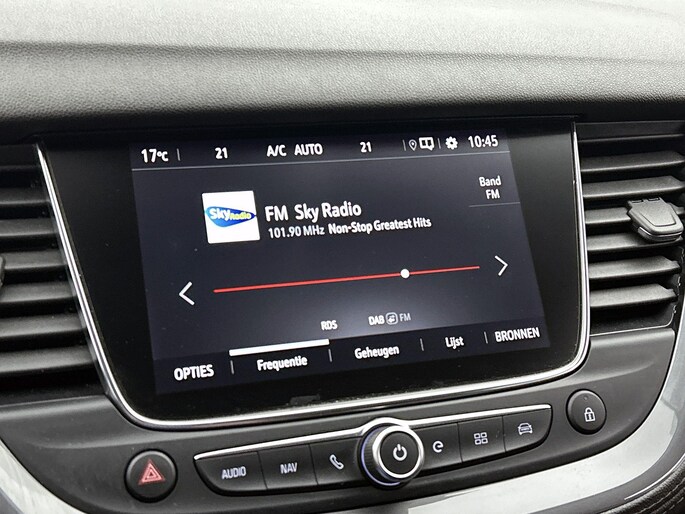 17°C 21 A/C AUTO 21 10:45
Band
FM
Sky Radio
FM Sky Radio
101.90 MHz Non-Stop Greatest Hits
RDS DAB FM
OPTIES Frequentie Geheugen Lijst BRONNEN
AUDIO NAV